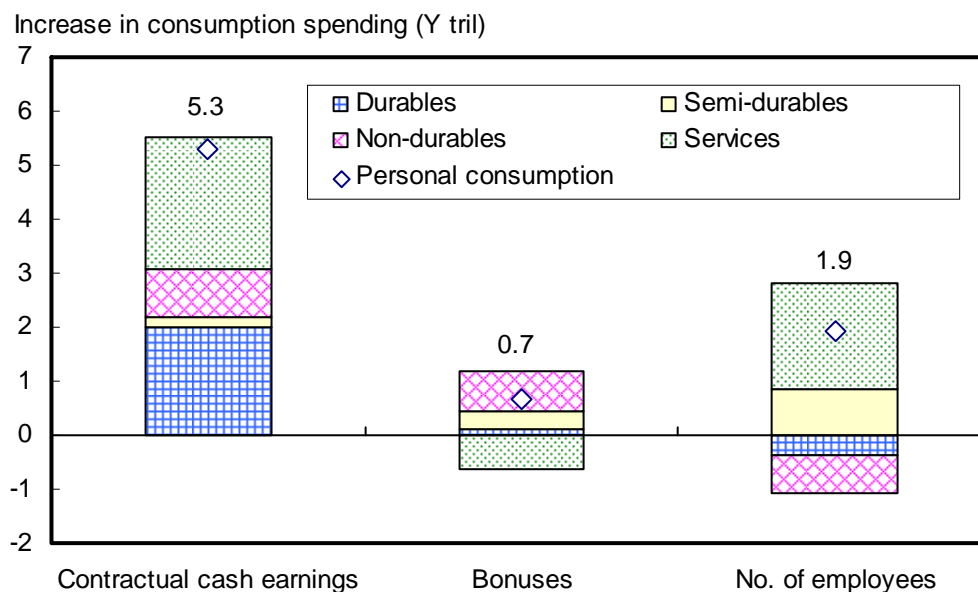 Increase in consumption spending (Y tril)
7
6
5
4
3
2
1
0
-1
-2
Durables Semi-durables
Non-durables Services
Personal consumption
5.3
0.7
1.9
Contractual cash earnings Bonuses No. of employees